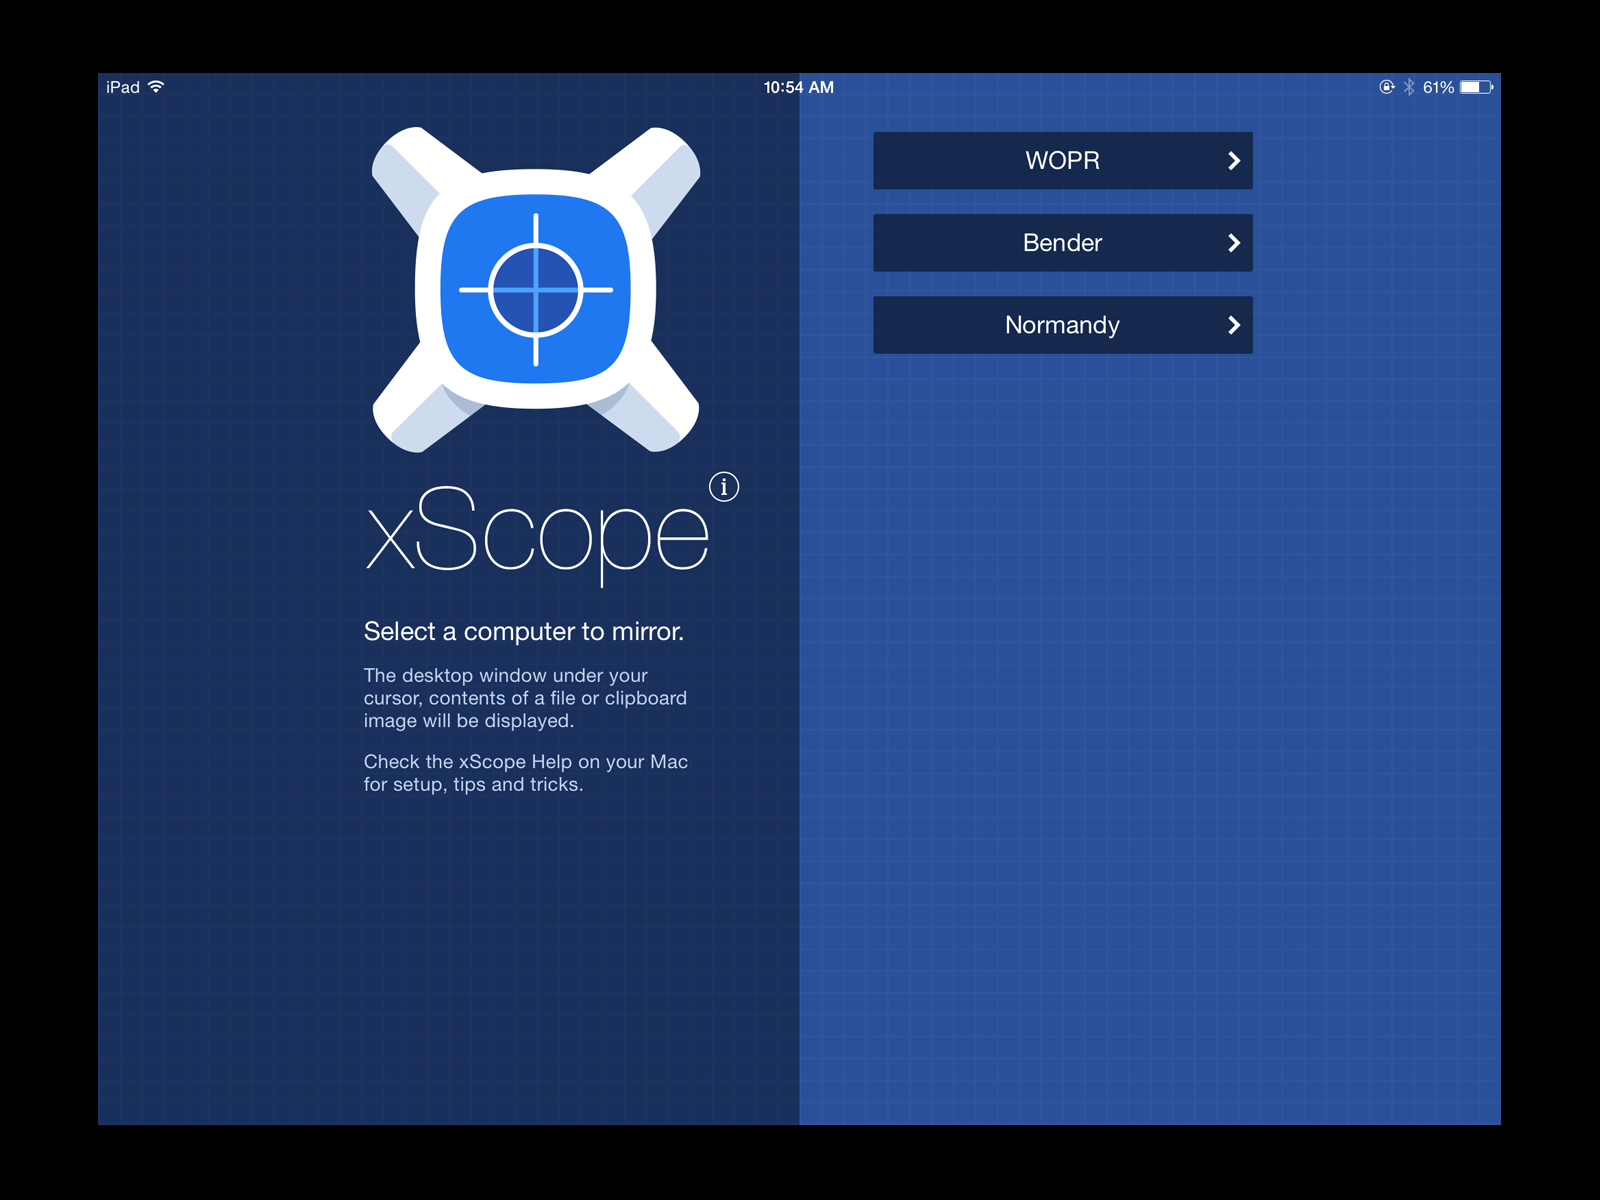 iPad
10:54 AM
61%
WOPR
Bender
Normandy
xScope
i
Select a computer to mirror.
The desktop window under your
cursor, contents of a file or clipboard
image will be displayed.
Check the xScope Help on your Mac
for setup, tips and tricks.